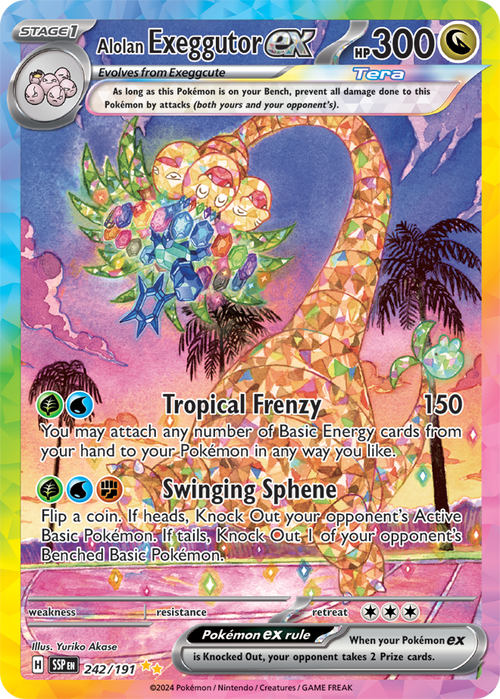 STAGE1
Alolan Exeggutor ex HP 300
Evolves from Exeggcute
Tera
As long as this Pokémon is on your Bench, prevent all damage done to this
Pokémon by attacks (both yours and your opponent's).
Tropical Frenzy 150
You may attach any number of Basic Energy cards from
your hand to your Pokémon in any way you like.
Swinging Sphene
Flip a coin. If heads, Knock Out your opponent's Active
Basic Pokémon. If tails, Knock Out 1 of your opponent's
Benched Basic Pokémon.
weakness resistance retreat
Illus. Yuriko Akase
Pokémon ex rule
When your Pokémon ex
is Knocked Out, your opponent takes 2 Prize cards.
H SSP EN 242/191
©2024 Pokémon / Nintendo / Creatures / GAME FREAK